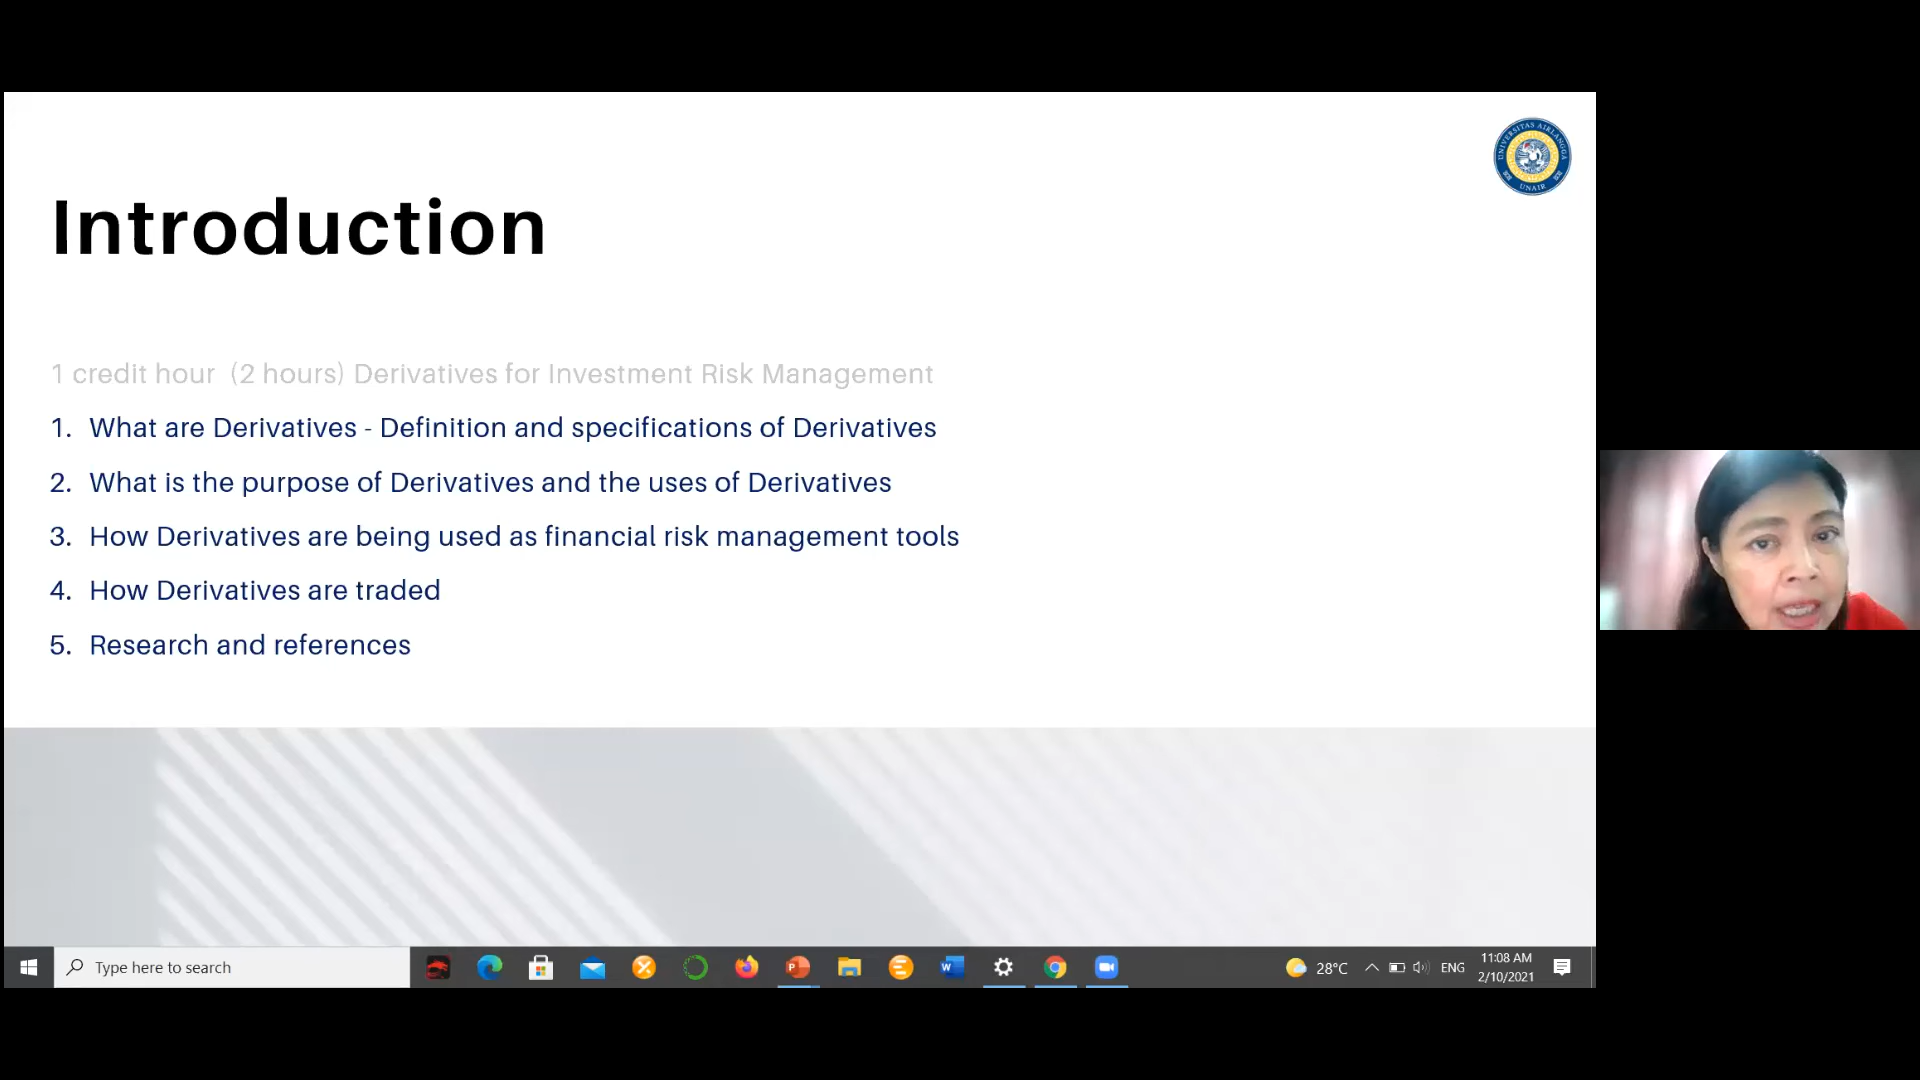 UNIVERSITAS AIRLANGGA
UNAIR
Introduction
1 credit hour (2 hours) Derivatives for Investment Risk Management
1. What are Derivatives - Definition and specifications of Derivatives
2. What is the purpose of Derivatives and the uses of Derivatives
3. How Derivatives are being used as financial risk management tools
4. How Derivatives are traded
5. Research and references
Type here to search
28°C
ENG
11:08 AM
2/10/2021